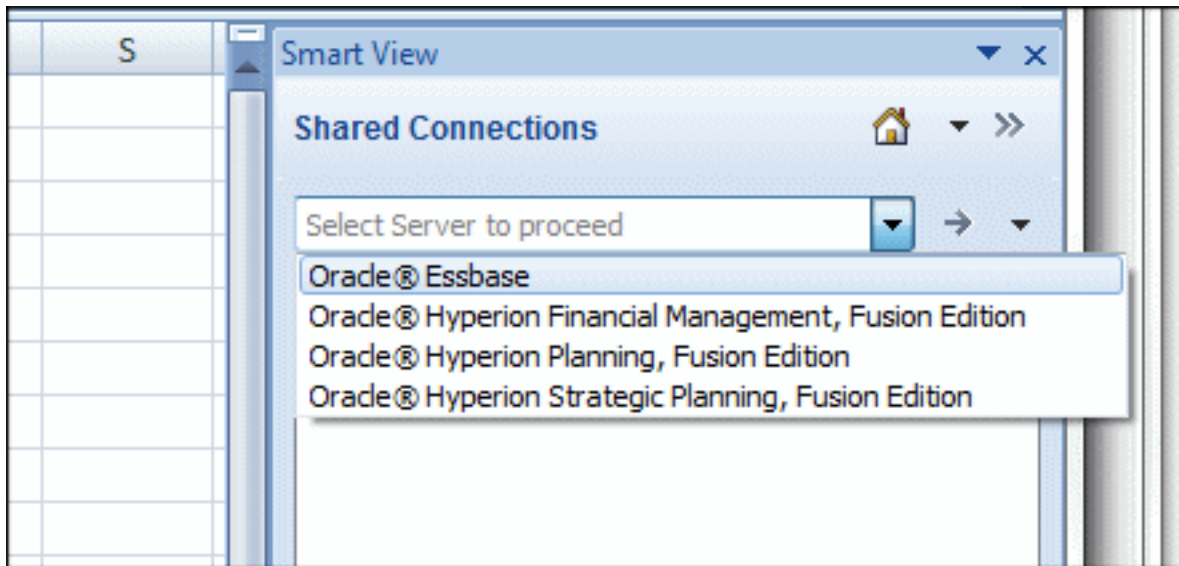 S
Smart View
Shared Connections
Select Server to proceed
Oracle® Essbase
Oracle® Hyperion Financial Management, Fusion Edition
Oracle® Hyperion Planning, Fusion Edition
Oracle® Hyperion Strategic Planning, Fusion Edition